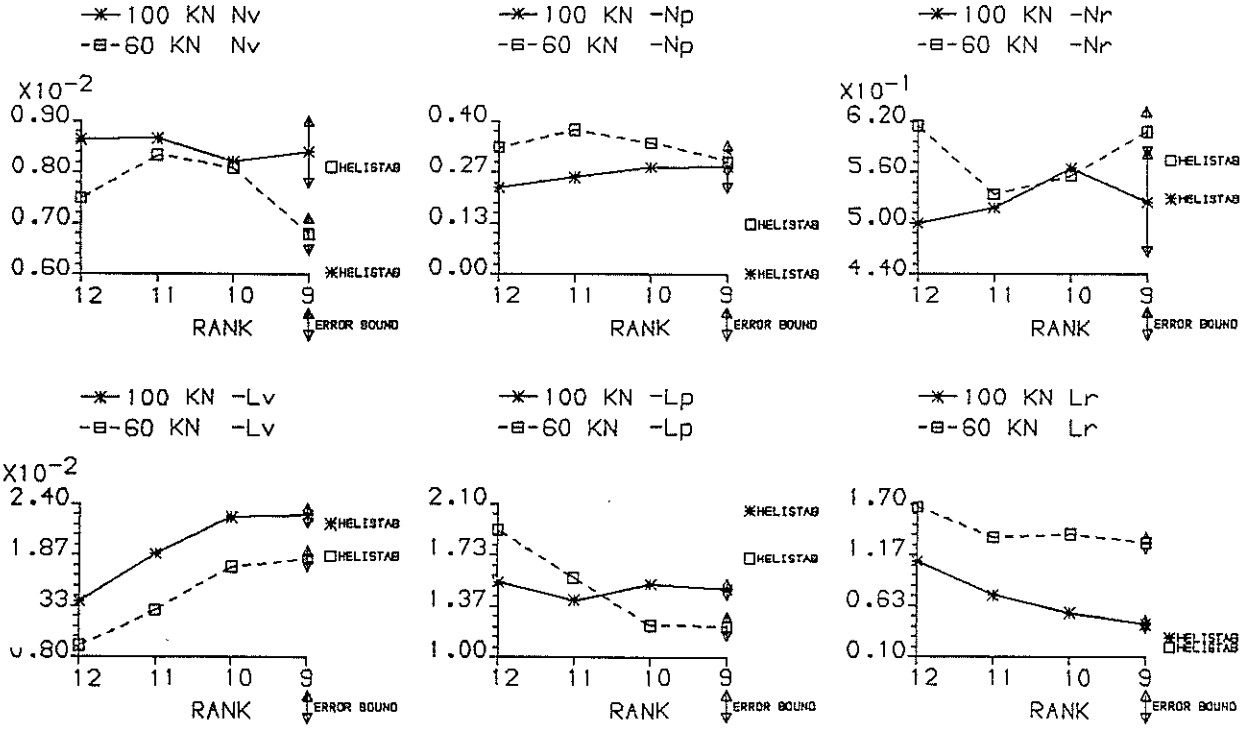 100 KN Nv
60 KN Nv
X10-2
0.90
0.80
0.70
0.60
12 11 10 9
RANK
HELISTAB
HELISTAB
ERROR BOUND
100 KN -Np
60 KN -Np
0.40
0.27
0.13
0.00
12 11 10 9
RANK
HELISTAB
HELISTAB
ERROR BOUND
100 KN -Nr
60 KN -Nr
X10-1
6.20
5.60
5.00
4.40
12 11 10 9
RANK
HELISTAB
HELISTAB
ERROR BOUND
100 KN -Lv
60 KN -Lv
X10-2
2.40
1.87
33
0.80
12 11 10 9
RANK
HELISTAB
HELISTAB
ERROR BOUND
100 KN -Lp
60 KN -Lp
2.10
1.73
1.37
1.00
12 11 10 9
RANK
HELISTAB
HELISTAB
ERROR BOUND
100 KN Lr
60 KN Lr
1.70
1.17
0.63
0.10
12 11 10 9
RANK
HELISTAB
HELISTAB
ERROR BOUND